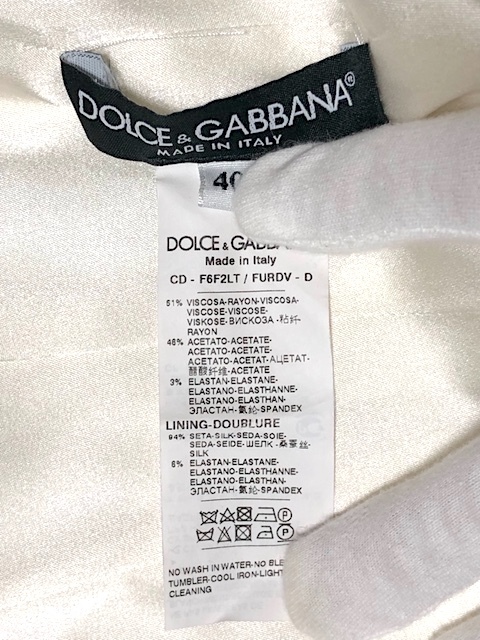 DOLCE & GABBANA®
MADE IN ITALY
40
DOLCE & GABBA
Made in Italy
CD - F6F2LT / FURDV - D
51% VISCOSA-RAYON-VISCOSA-
VISCOSE-VISCOSE-
VISKOSE-ВИСКОЗА-粘纤-
RAYON
46% ACETATO-ACETATE-
ACETATO-ACETATE-
ACETATO-ACETAT-АЦЕТАТ-
醋酸纤维-ACETATE
3% ELASTAN-ELASTANE-
ELASTANO-ELASTHANNE-
ELASTANO-ELASTHAN-
ЭЛАСТАН-氨纶-SPANDEX
LINING-DOUBLURE
94% SETA-SILK-SEDA-SOIE-
SEDA-SEIDE-ШЕЛК-桑蚕丝-
SILK
6% ELASTAN-ELASTANE-
ELASTANO-ELASTHANNE-
ELASTANO-ELASTHAN-
ЭЛАСТАН-氨纶-SPANDEX
P
NO WASH IN WATER-NO BLE
TUMBLER-COOL IRON-LIGHT
CLEANING